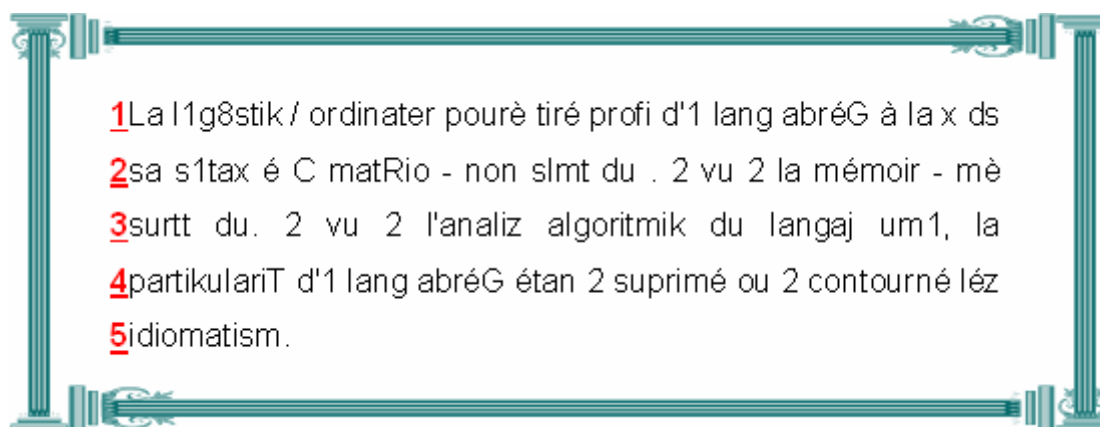 1La l1g8stik / ordinater pourè tiré profi d'1 lang abréG à la x ds
2sa s1tax é C matRio - non slmt du . 2 vu 2 la mémoir - mè
3surtt du. 2 vu 2 l'analiz algoritmik du langaj um1, la
4partikulariT d'1 lang abréG étan 2 suprimé ou 2 contourné léz
5idiomatism.